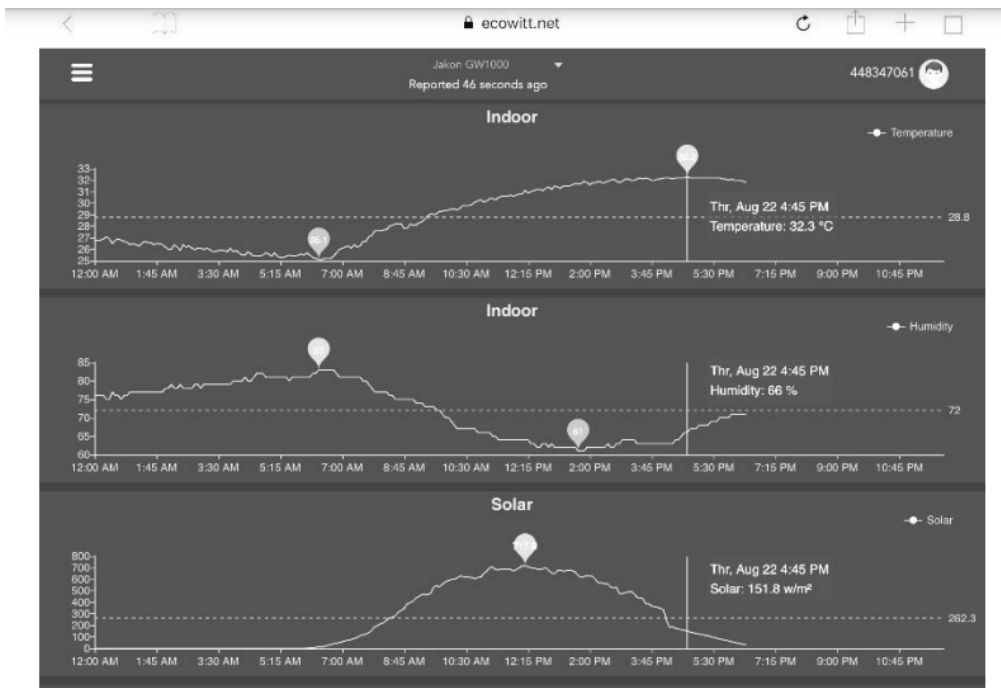 ecowitt.net
Jakon GW1000
Reported 46 seconds ago
448347061
Indoor
Temperature
33
32
31
30
29
28
27
26
25
26.1
Thr, Aug 22 4:45 PM
Temperature: 32.3 °C
28.8
12:00 AM 1:45 AM 3:30 AM 5:15 AM 7:00 AM 8:45 AM 10:30 AM 12:15 PM 2:00 PM 3:45 PM 5:30 PM 7:15 PM 9:00 PM 10:45 PM
Indoor
Humidity
85
80
75
70
65
60
61
Thr, Aug 22 4:45 PM
Humidity: 66 %
72
12:00 AM 1:45 AM 3:30 AM 5:15 AM 7:00 AM 8:45 AM 10:30 AM 12:15 PM 2:00 PM 3:45 PM 5:30 PM 7:15 PM 9:00 PM 10:45 PM
Solar
Solar
800
700
600
500
400
300
200
100
0
Thr, Aug 22 4:45 PM
Solar: 151.8 w/m²
262.3
12:00 AM 1:45 AM 3:30 AM 5:15 AM 7:00 AM 8:45 AM 10:30 AM 12:15 PM 2:00 PM 3:45 PM 5:30 PM 7:15 PM 9:00 PM 10:45 PM